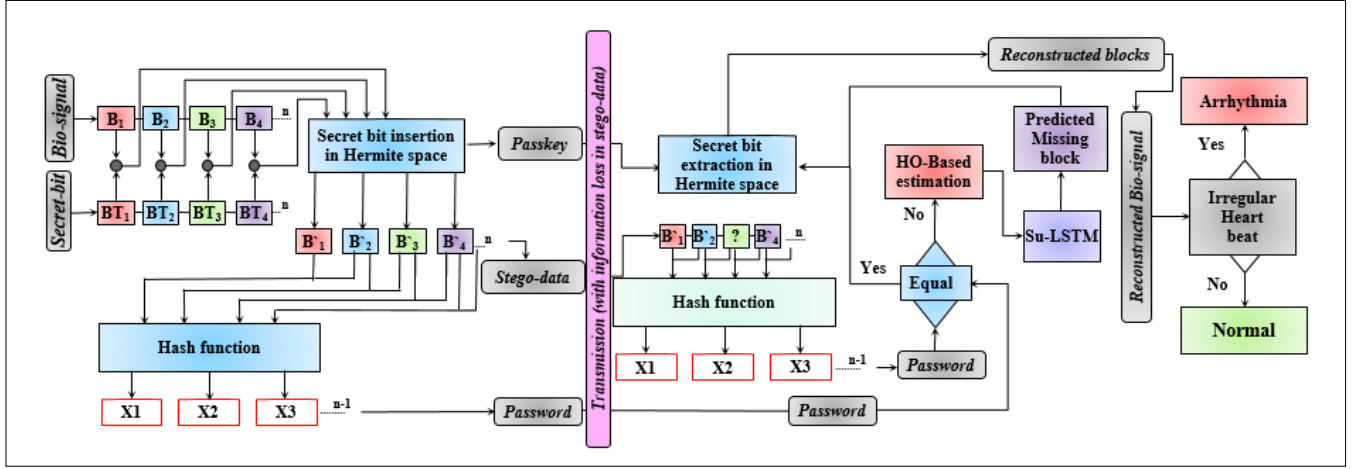 Bio-signal
B1
B2
B3
B4
n
Secret-bit
BT1
BT2
BT3
BT4
n
Secret bit insertion
in Hermite space
Passkey
B`1
B`2
B`3
B`4
n
Stego-data
Hash function
X1
X2
X3
n-1
Password
Transmission (with information loss in stego-data)
Secret bit
extraction in
Hermite space
B`1
B`2
?
B`4
n
Hash function
X1
X2
X3
n-1
Password
Password
Equal
Yes
No
HO-Based
estimation
Su-LSTM
Predicted
Missing
block
Reconstructed blocks
Reconstructed Bio-signal
Irregular
Heart
beat
Yes
Arrhythmia
No
Normal